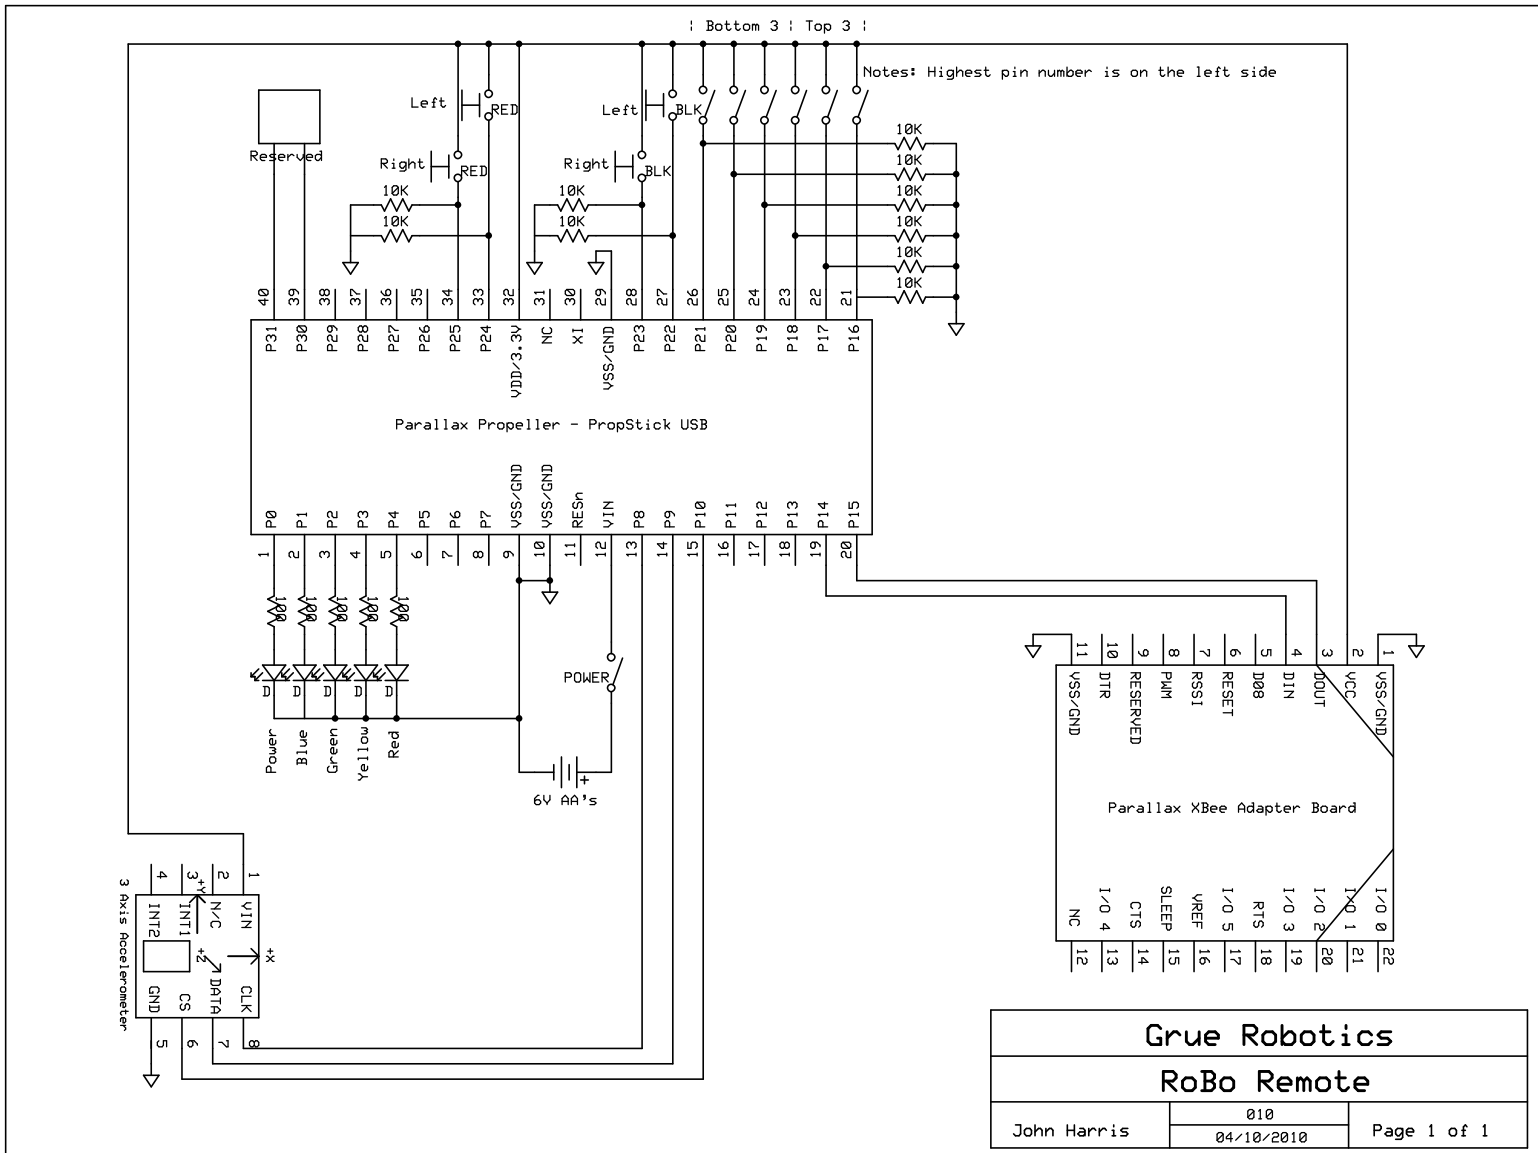 ¦ Bottom 3 ¦ Top 3 ¦
Notes: Highest pin number is on the left side
Reserved
Left
RED
Right
RED
10K
10K
Left
BLK
Right
BLK
10K
10K
10K
10K
10K
10K
10K
10K
40 39 38 37 36 35 34 33 32 31 30 29 28 27 26 25 24 23 22 21
P31 P30 P29 P28 P27 P26 P25 P24 VDD/3.3V NC XI VSS/GND P23 P22 P21 P20 P19 P18 P17 P16
Parallax Propeller - PropStick USB
P0 P1 P2 P3 P4 P5 P6 P7 VSS/GND VSS/GND RESn VIN P8 P9 P10 P11 P12 P13 P14 P15
1 2 3 4 5 6 7 8 9 10 11 12 13 14 15 16 17 18 19 20
100 100 100 100 100
D D D D D
Power Blue Green Yellow Red
POWER
+
6V AA's
11 10 9 8 7 6 5 4 3 2 1
VSS/GND DTR RESERVED PWM RSSI RESET DO8 DIN DOUT VCC VSS/GND
Parallax XBee Adapter Board
NC I/O 4 CTS SLEEP VREF I/O 5 RTS I/O 3 I/O 2 I/O 1 I/O 0
12 13 14 15 16 17 18 19 20 21 22
3 Axis Accelerometer
4 3 2 1
INT2 INT1 N/C VIN
+Y
+Z
+X
GND CS DATA CLK
5 6 7 8
Grue Robotics
RoBo Remote
John Harris
010
04/10/2010
Page 1 of 1